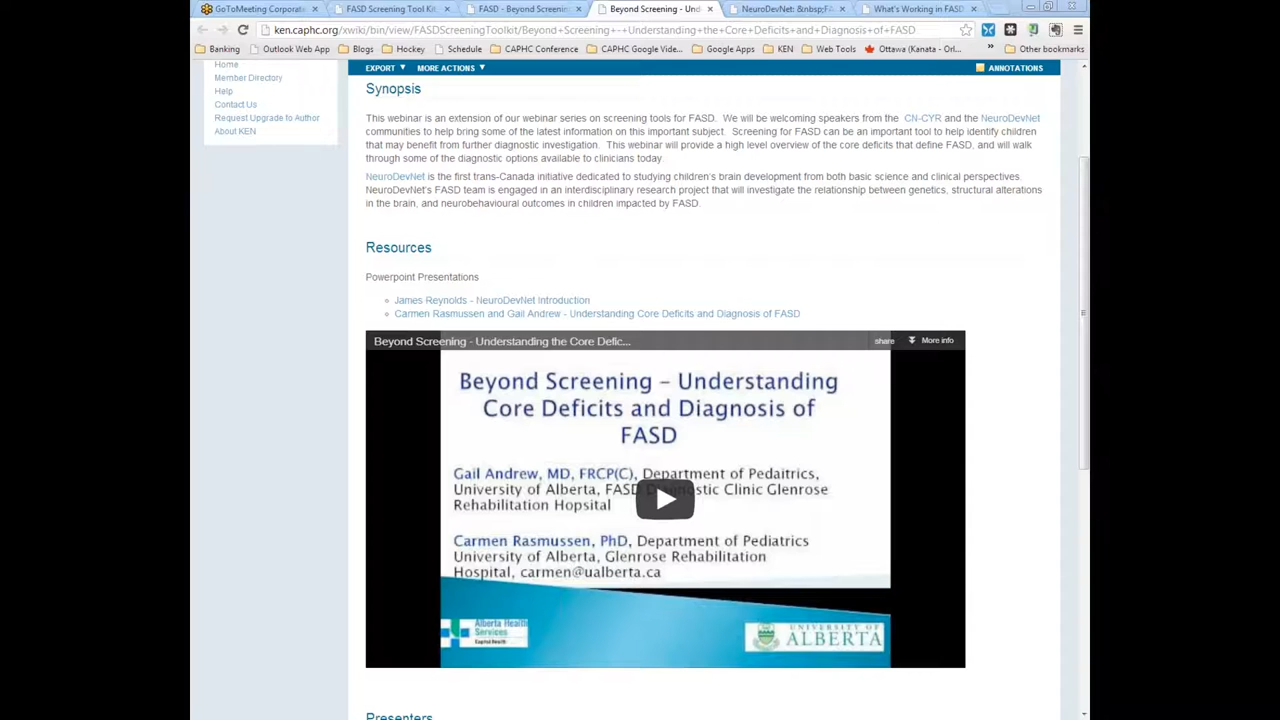 GoToMeeting Corporate
FASD Screening Tool Kit
FASD - Beyond Screenin
Beyond Screening - Und
NeuroDevNet: &nbsp;FA
What's Working in FASD
ken.caphc.org/xwiki/bin/view/FASDScreeningToolkit/Beyond+Screening+-+Understanding+the+Core+Deficits+and+Diagnosis+of+FASD
Banking Outlook Web App Blogs Hockey Schedule CAPHC Conference CAPHC Google Vide... Google Apps KEN Web Tools Ottawa (Kanata - Orl... » Other bookmarks
Home
Member Directory
Help
Contact Us
Request Upgrade to Author
About KEN
EXPORT MORE ACTIONS ANNOTATIONS
Synopsis
This webinar is an extension of our webinar series on screening tools for FASD. We will be welcoming speakers from the CN-CYR and the NeuroDevNet
communities to help bring some of the latest information on this important subject. Screening for FASD can be an important tool to help identify children
that may benefit from further diagnostic investigation. This webinar will provide a high level overview of the core deficits that define FASD, and will walk
through some of the diagnostic options available to clinicians today
NeuroDevNet is the first trans-Canada initiative dedicated to studying children's brain development from both basic science and clinical perspectives.
NeuroDevNet's FASD team is engaged in an interdisciplinary research project that will investigate the relationship between genetics, structural alterations
in the brain, and neurobehavioural outcomes in children impacted by FASD.
Resources
Powerpoint Presentations
James Reynolds - NeuroDevNet Introduction
Carmen Rasmussen and Gail Andrew - Understanding Core Deficits and Diagnosis of FASD
Beyond Screening - Understanding the Core Defic...
share More info
Beyond Screening – Understanding
Core Deficits and Diagnosis of
FASD
Gail Andrew, MD, FRCP(C), Department of Pedaitrics,
University of Alberta, FASD Diagnostic Clinic Glenrose
Rehabilitation Hopsital
Carmen Rasmussen, PhD, Department of Pediatrics
University of Alberta, Glenrose Rehabilitation
Hospital, carmen@ualberta.ca
Alberta Health
Services
Capital Health
UNIVERSITY OF
ALBERTA
Presenters